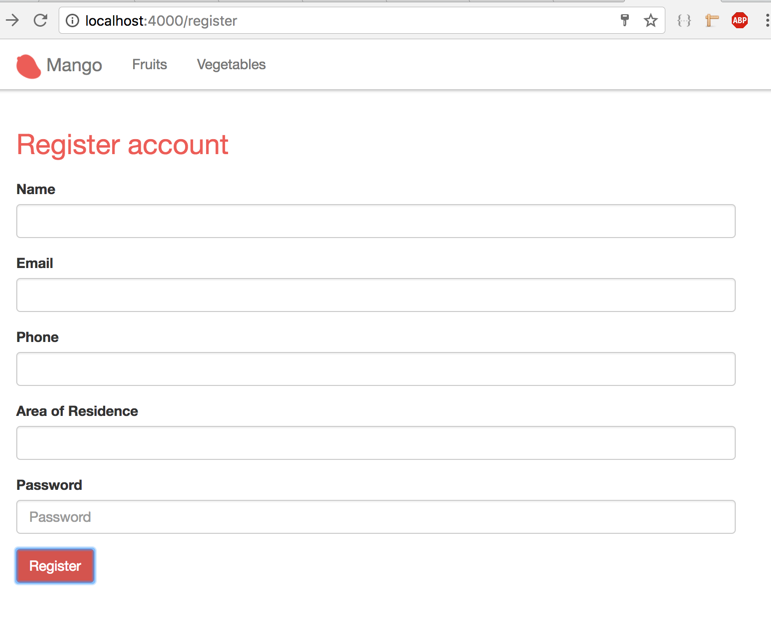 localhost:4000/register
{·}
ABP
Mango Fruits Vegetables
Register account
Name
Email
Phone
Area of Residence
Password
Password
Register